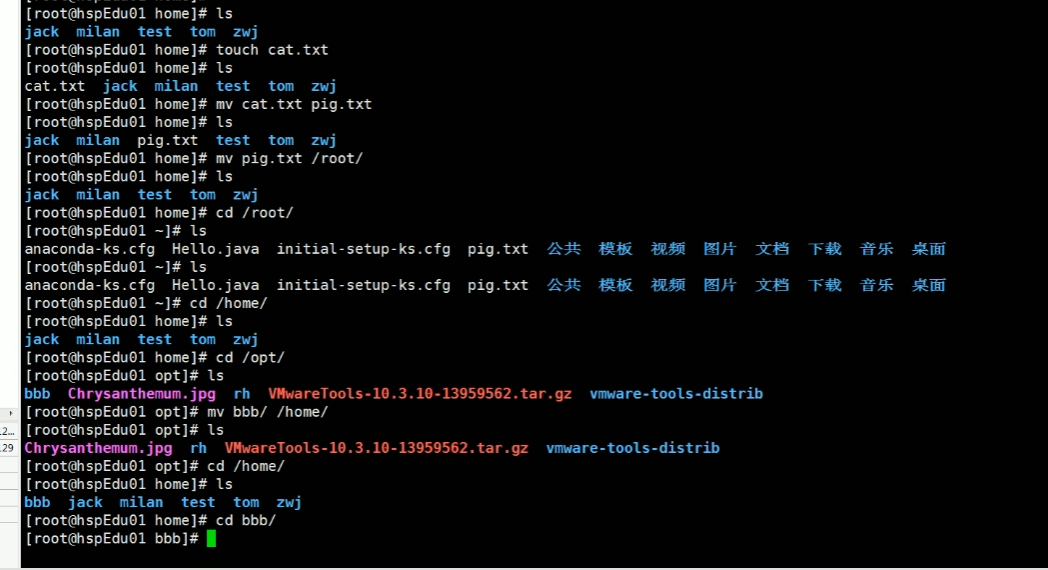 [root@hspEdu01 home]# ls
jack milan test tom zwj
[root@hspEdu01 home]# touch cat.txt
[root@hspEdu01 home]# ls
cat.txt jack milan test tom zwj
[root@hspEdu01 home]# mv cat.txt pig.txt
[root@hspEdu01 home]# ls
jack milan pig.txt test tom zwj
[root@hspEdu01 home]# mv pig.txt /root/
[root@hspEdu01 home]# ls
jack milan test tom zwj
[root@hspEdu01 home]# cd /root/
[root@hspEdu01 ~]# ls
anaconda-ks.cfg Hello.java initial-setup-ks.cfg pig.txt 公共 模板 视频 图片 文档 下载 音乐 桌面
[root@hspEdu01 ~]# ls
anaconda-ks.cfg Hello.java initial-setup-ks.cfg pig.txt 公共 模板 视频 图片 文档 下载 音乐 桌面
[root@hspEdu01 ~]# cd /home/
[root@hspEdu01 home]# ls
jack milan test tom zwj
[root@hspEdu01 home]# cd /opt/
[root@hspEdu01 opt]# ls
bbb Chrysanthemum.jpg rh VMwareTools-10.3.10-13959562.tar.gz vmware-tools-distrib
[root@hspEdu01 opt]# mv bbb/ /home/
[root@hspEdu01 opt]# ls
Chrysanthemum.jpg rh VMwareTools-10.3.10-13959562.tar.gz vmware-tools-distrib
[root@hspEdu01 opt]# cd /home/
[root@hspEdu01 home]# ls
bbb jack milan test tom zwj
[root@hspEdu01 home]# cd bbb/
[root@hspEdu01 bbb]#